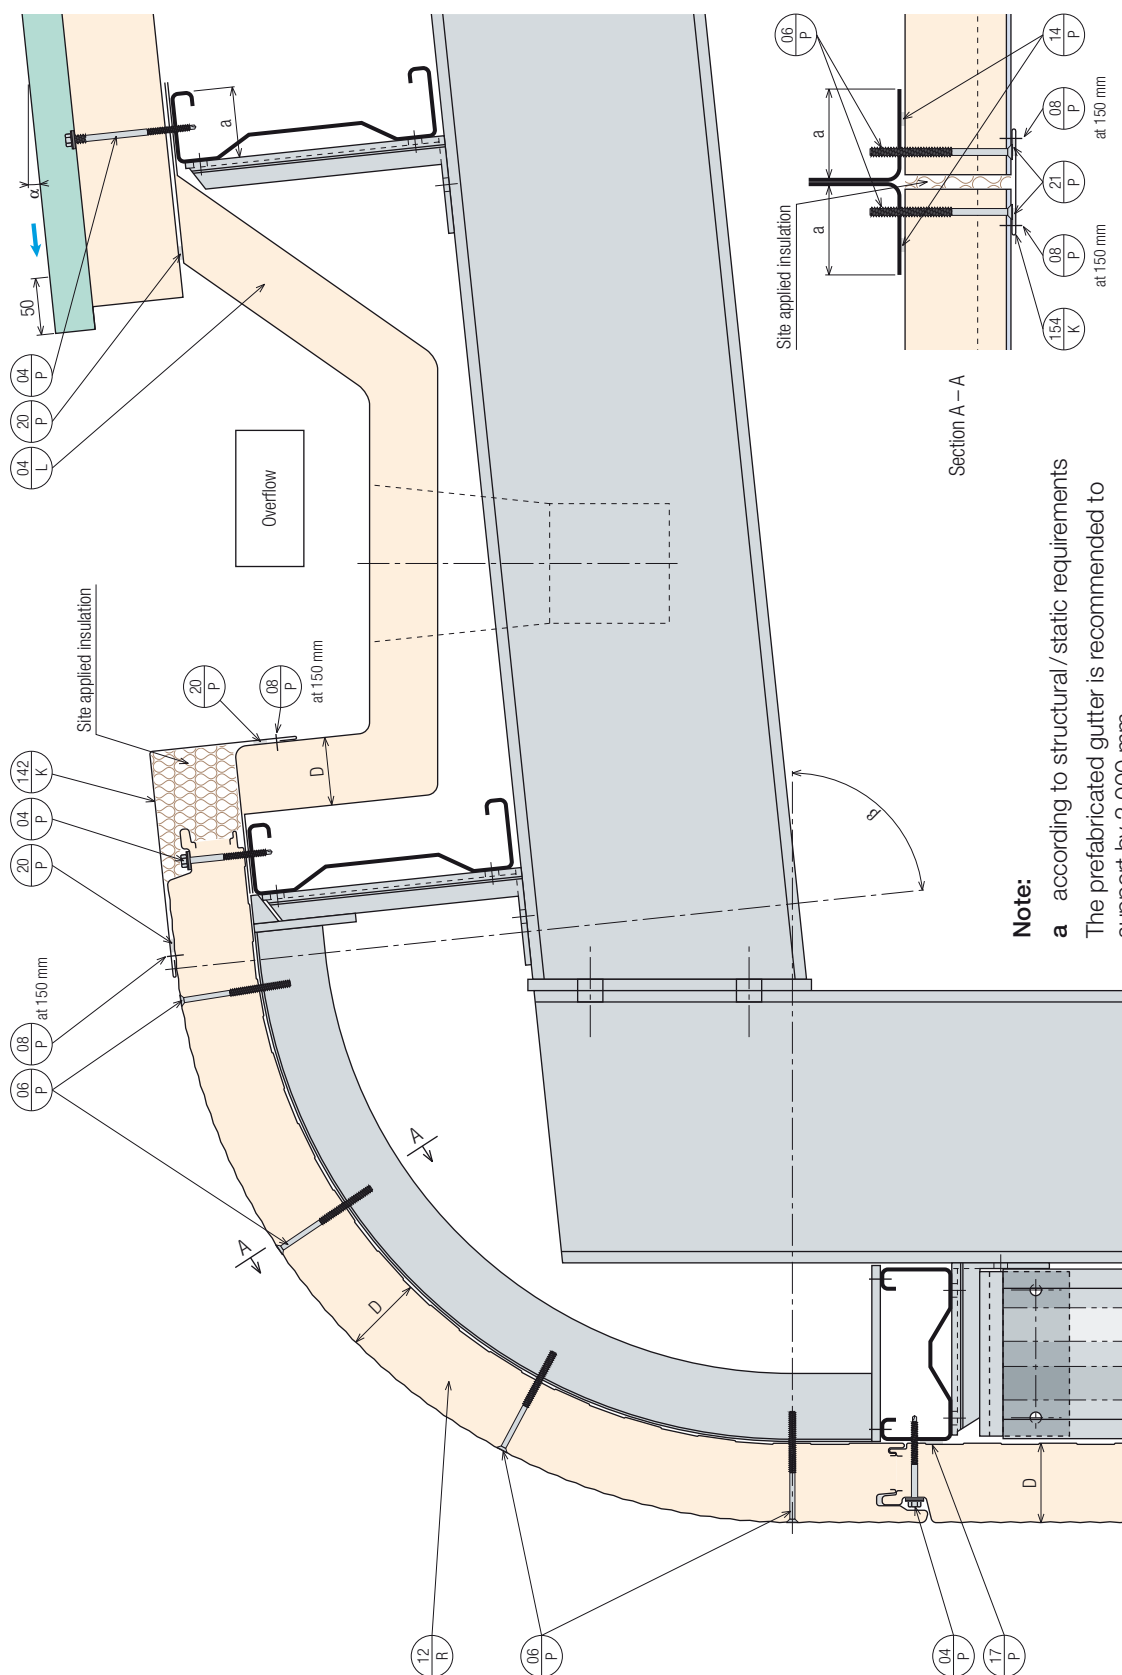 06
P
14
P
08
P
at 150 mm
21
P
08
P
at 150 mm
154
K
a
a
Site applied insulation
Section A – A
α
50
a
04
P
20
P
04
L
Overflow
Site applied insulation
20
P
08
P
at 150 mm
142
K
04
P
20
P
08
P
at 150 mm
06
P
D
A
A
D
12
R
06
P
D
04
P
17
P
Note:
a according to structural/static requirements
The prefabricated gutter is recommended to